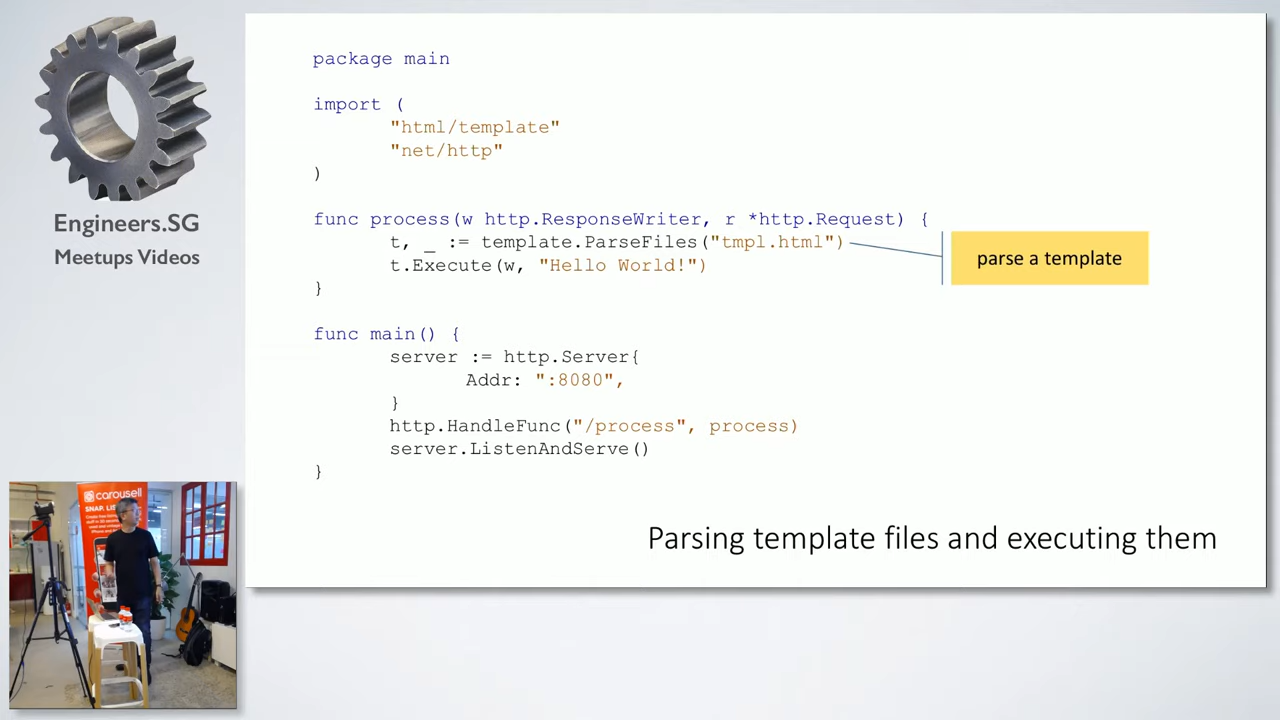 Engineers.SG
Meetups Videos
package main
import (
"html/template"
"net/http"
)
func process(w http.ResponseWriter, r *http.Request) {
t, _ := template.ParseFiles("tmpl.html")
t.Execute(w, "Hello World!")
}
parse a template
func main() {
server := http.Server{
Addr: ":8080",
}
http.HandleFunc("/process", process)
server.ListenAndServe()
}
Parsing template files and executing them
carousell